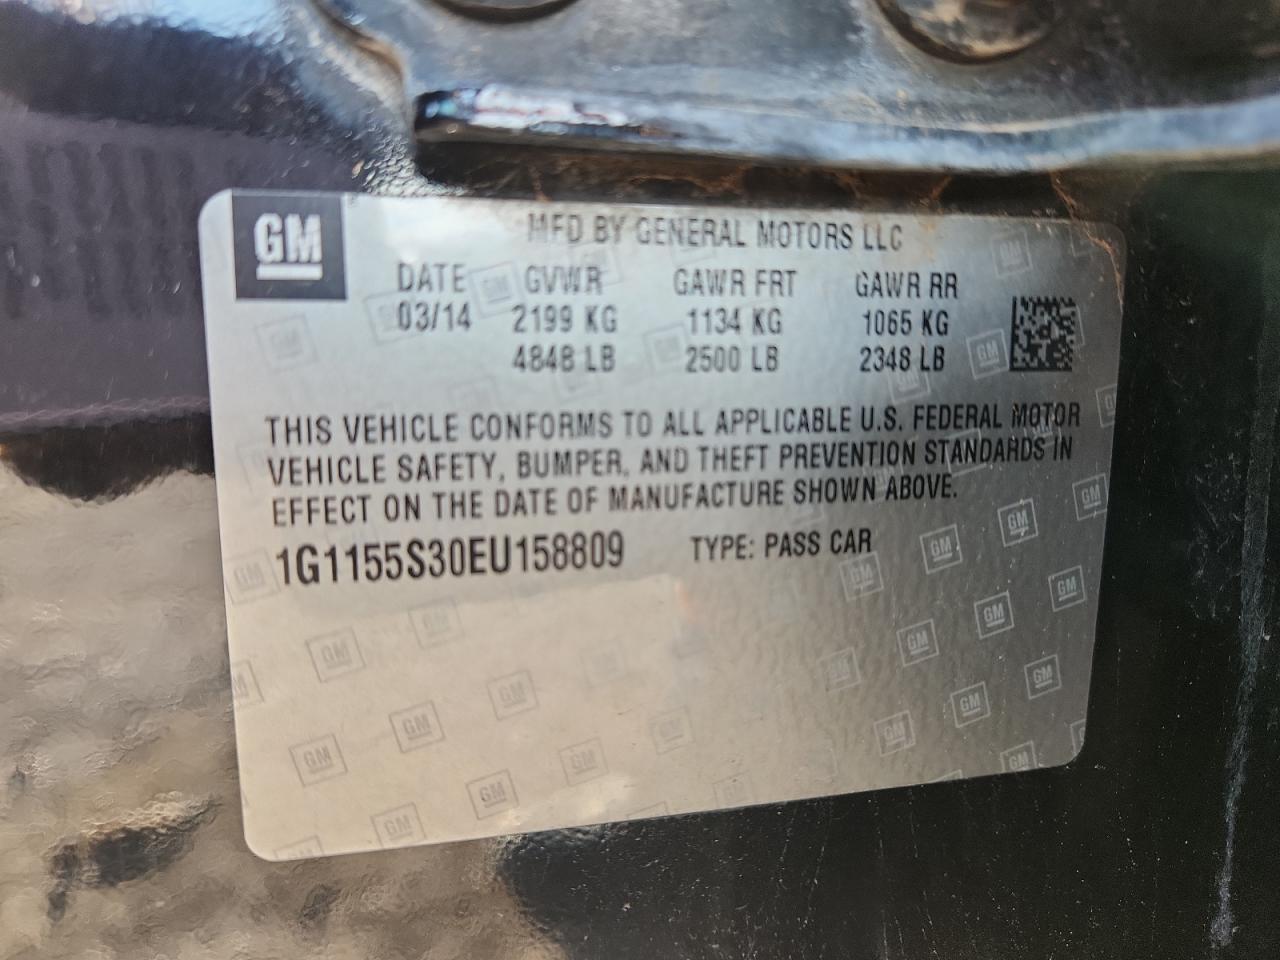 GM
MFD BY GENERAL MOTORS LLC
DATE GVWR GAWR FRT GAWR RR
03/14 2199 KG 1134 KG 1065 KG
4848 LB 2500 LB 2348 LB
THIS VEHICLE CONFORMS TO ALL APPLICABLE U.S. FEDERAL MOTOR
VEHICLE SAFETY, BUMPER, AND THEFT PREVENTION STANDARDS IN
EFFECT ON THE DATE OF MANUFACTURE SHOWN ABOVE.
1G1155S30EU158809 TYPE: PASS CAR